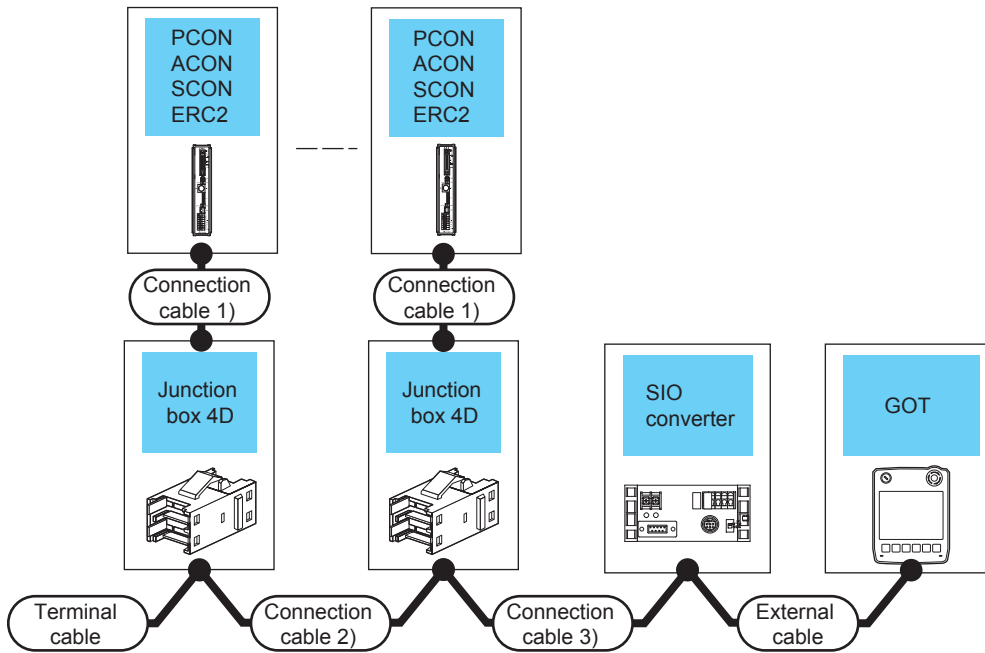 PCON
ACON
SCON
ERC2
PCON
ACON
SCON
ERC2
Connection
cable 1)
Connection
cable 1)
Junction
box 4D
Junction
box 4D
SIO
converter
GOT
Terminal
cable
Connection
cable 2)
Connection
cable 3)
External
cable